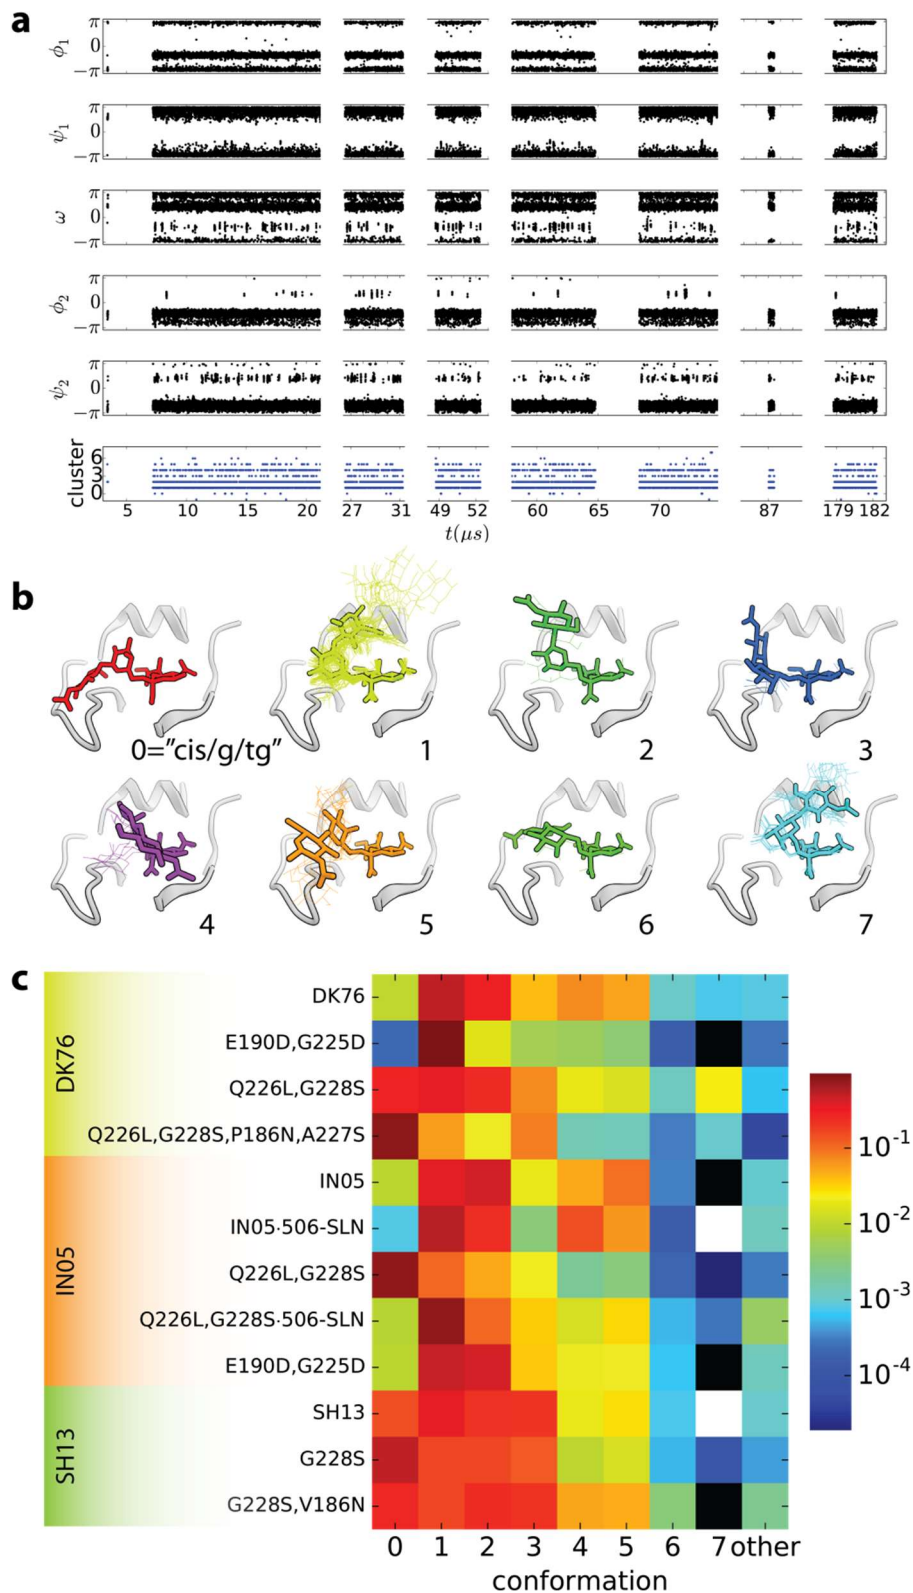 a
π
0
−π
ϕ1
π
0
−π
ψ1
π
0
−π
ω
π
0
−π
ϕ2
π
0
−π
ψ2
6
3
0
cluster
5 10 15 20 27 31 49 52 60 65 70 87 179 182
t(μs)
b
0="cis/g/tg" 1 2 3
4 5 6 7
c
DK76
IN05
SH13
DK76
E190D,G225D
Q226L,G228S
Q226L,G228S,P186N,A227S
IN05
IN05·506-SLN
Q226L,G228S
Q226L,G228S·506-SLN
E190D,G225D
SH13
G228S
G228S,V186N
0 1 2 3 4 5 6 7 other
conformation
10⁻¹
10⁻²
10⁻³
10⁻⁴